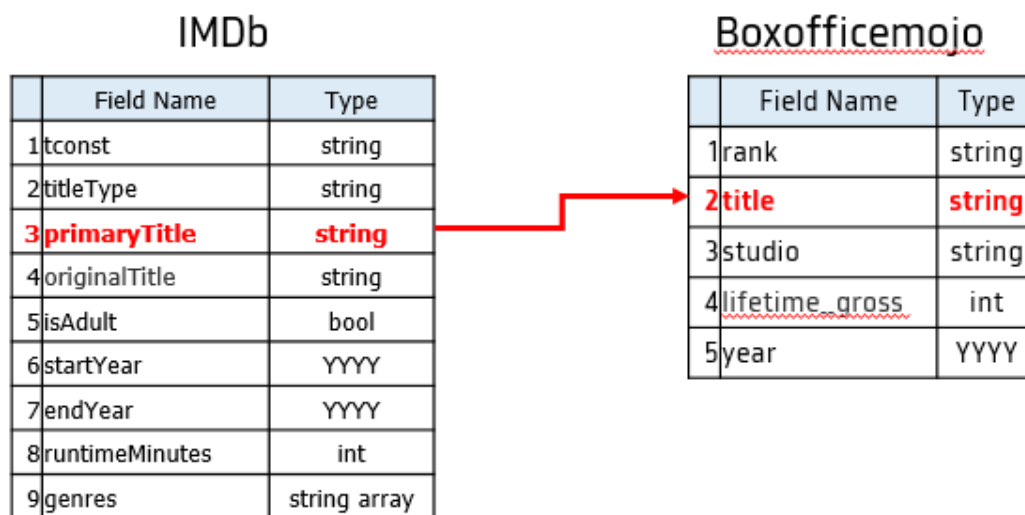 IMDb
Field Name Type
1 tconst string
2 titleType string
3 primaryTitle string
4 originalTitle string
5 isAdult bool
6 startYear YYYY
7 endYear YYYY
8 runtimeMinutes int
9 genres string array
Boxofficemojo
Field Name Type
1 rank string
2 title string
3 studio string
4 lifetime_gross int
5 year YYYY